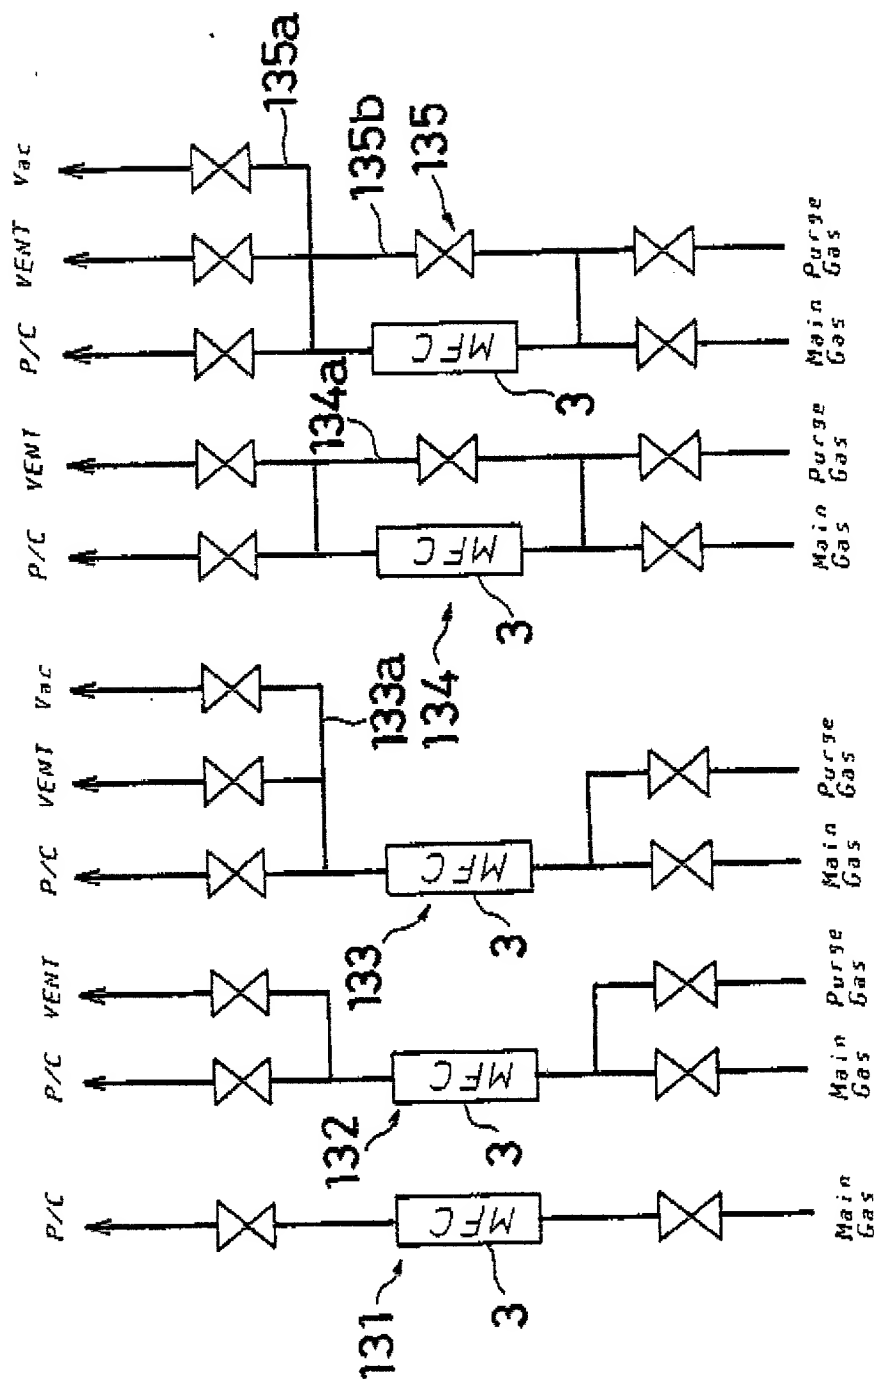 Vac
VENT
P/C
VENT
P/C
Vac
VENT
P/C
VENT
P/C
P/C
135a
135b
135
134a
133a
134
133
132
131
MFC
MFC
MFC
MFC
MFC
3
3
3
3
3
Purge
Gas
Main
Gas
Purge
Gas
Main
Gas
Purge
Gas
Main
Gas
Purge
Gas
Main
Gas
Main
Gas